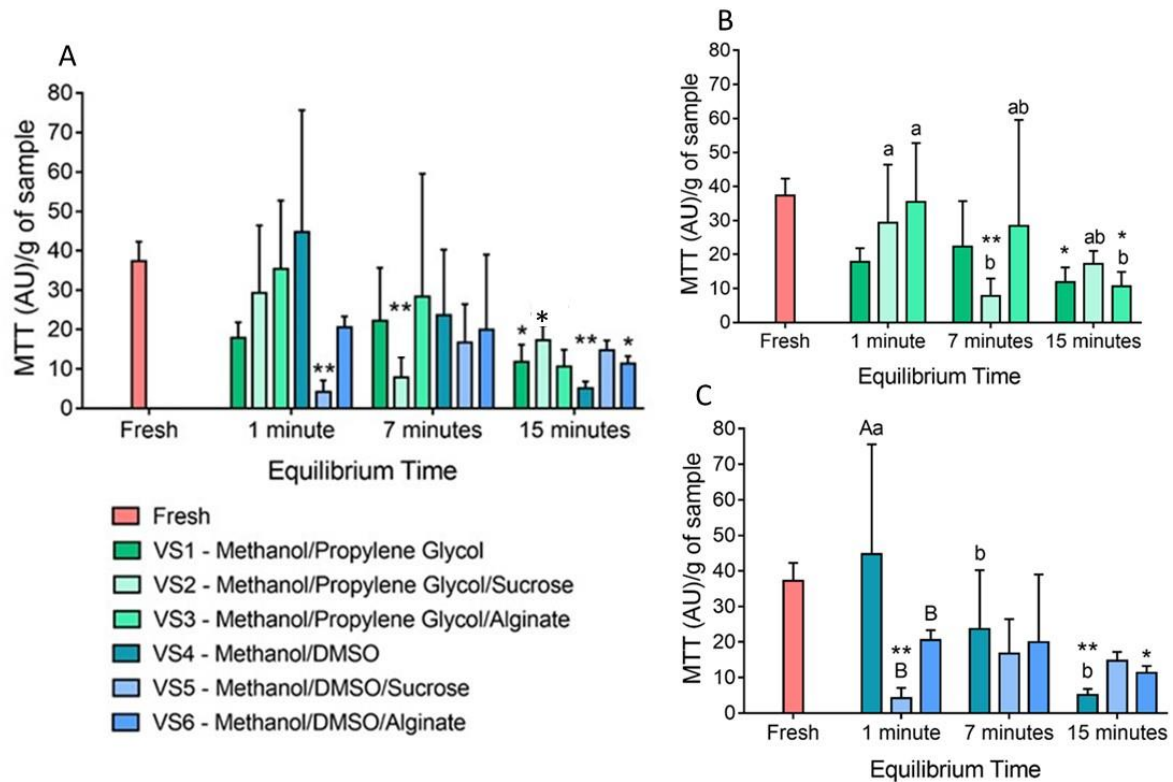 A
MTT (AU)/g of sample
80
70
60
50
40
30
20
10
0
**
**
*
*
**
*
Fresh
1 minute
7 minutes
15 minutes
Equilibrium Time
Fresh
VS1 - Methanol/Propylene Glycol
VS2 - Methanol/Propylene Glycol/Sucrose
VS3 - Methanol/Propylene Glycol/Alginate
VS4 - Methanol/DMSO
VS5 - Methanol/DMSO/Sucrose
VS6 - Methanol/DMSO/Alginate
B
MTT (AU)/g of sample
80
70
60
50
40
30
20
10
0
a
a
**
b
ab
*
ab
*
b
Fresh
1 minute
7 minutes
15 minutes
Equilibrium Time
C
MTT (AU)/g of sample
80
70
60
50
40
30
20
10
0
Aa
**
B
B
b
**
b
*
Fresh
1 minute
7 minutes
15 minutes
Equilibrium Time